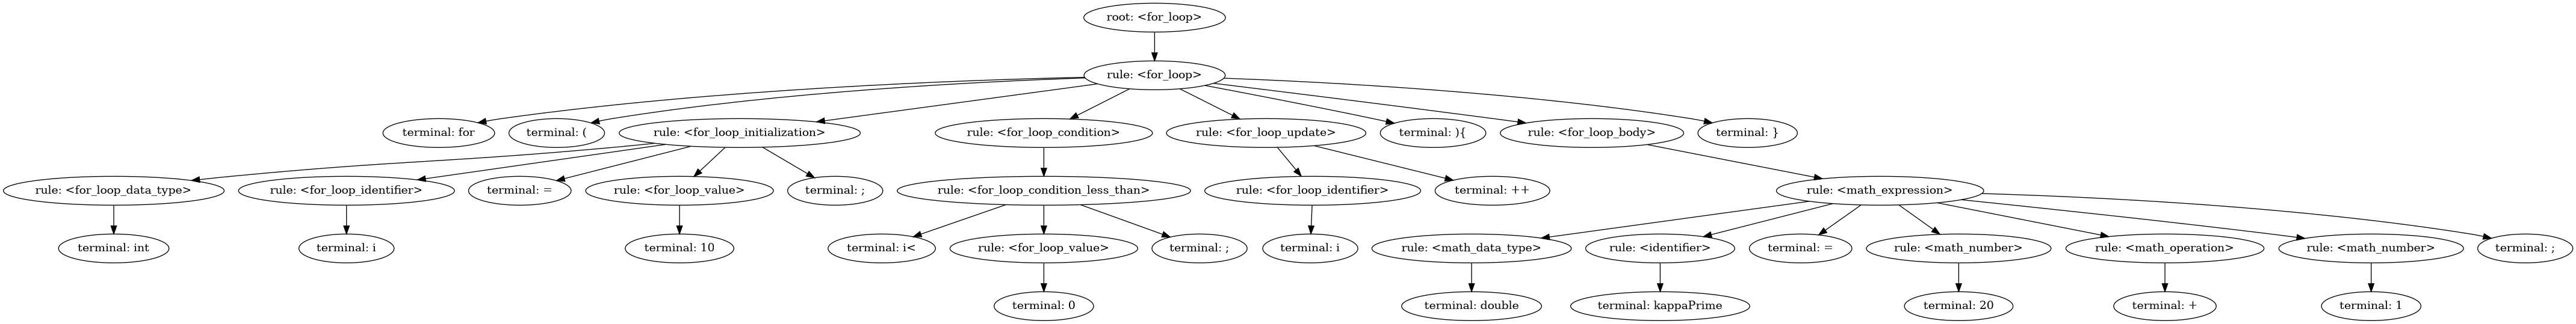 root: <for_loop>
rule: <for_loop>
terminal: for
terminal: (
rule: <for_loop_initialization>
rule: <for_loop_condition>
rule: <for_loop_update>
terminal: ){
rule: <for_loop_body>
terminal: }
rule: <for_loop_data_type>
rule: <for_loop_identifier>
terminal: =
rule: <for_loop_value>
terminal: ;
rule: <for_loop_condition_less_than>
rule: <for_loop_identifier>
terminal: ++
rule: <math_expression>
terminal: int
terminal: i
terminal: 10
terminal: i<
rule: <for_loop_value>
terminal: ;
terminal: i
rule: <math_data_type>
rule: <identifier>
terminal: =
rule: <math_number>
rule: <math_operation>
rule: <math_number>
terminal: ;
terminal: 0
terminal: double
terminal: kappaPrime
terminal: 20
terminal: +
terminal: 1